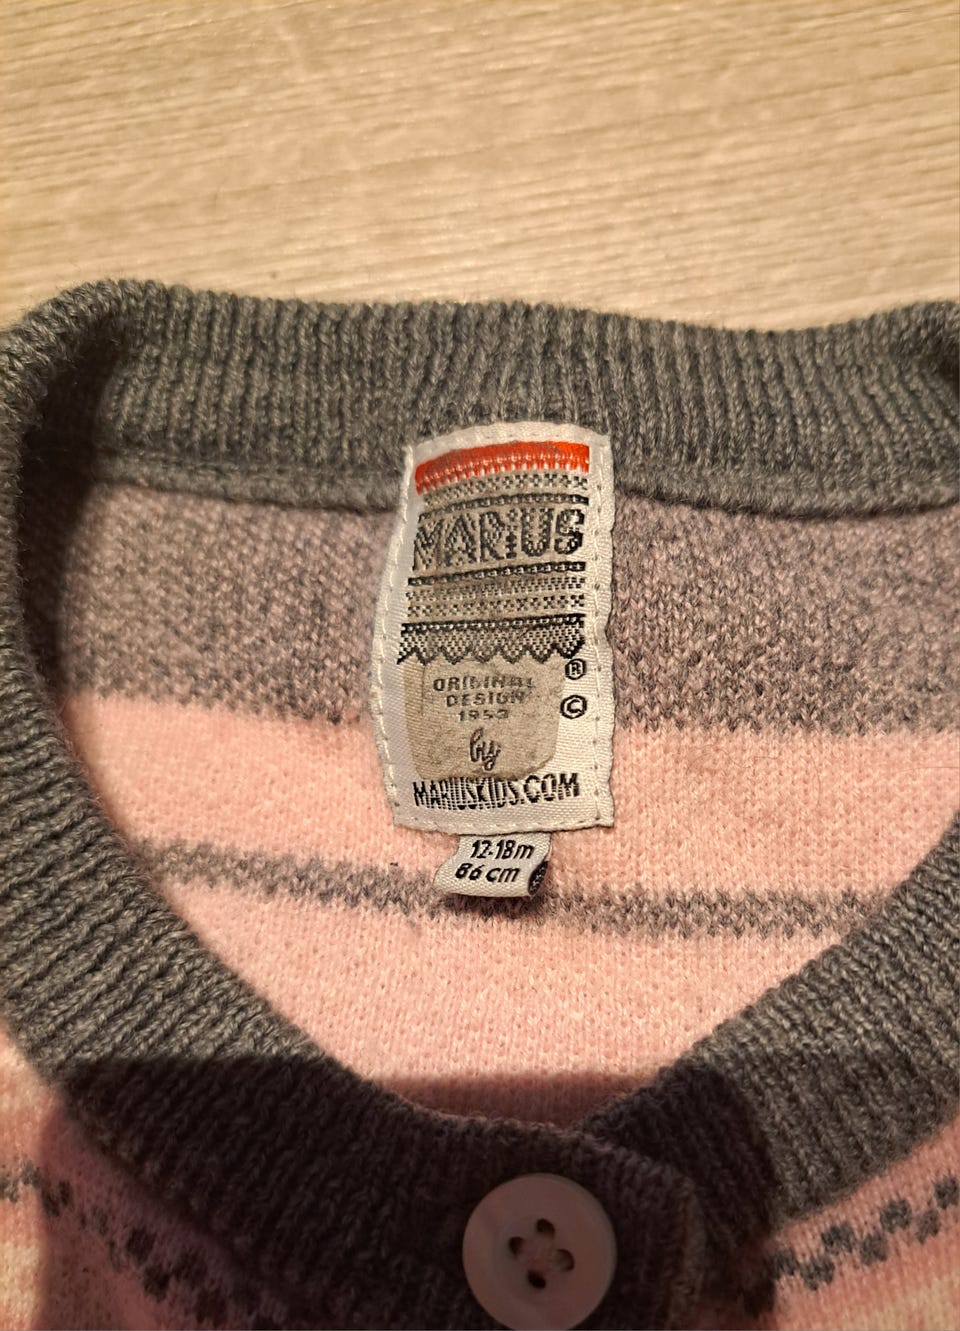 MARiUS
®
ORIGINAL
DESIGN
1953
©
by
MARIUSKIDS.COM
12-18m
86 cm